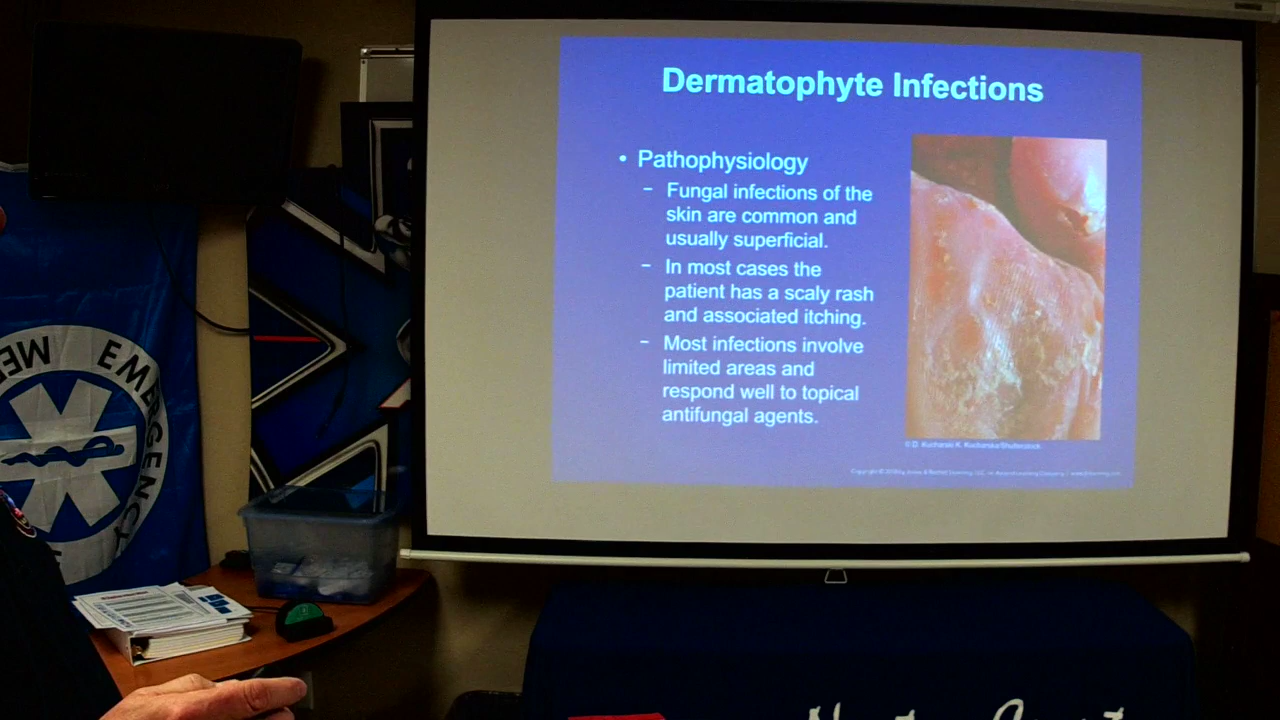 Dermatophyte Infections
• Pathophysiology
– Fungal infections of the
skin are common and
usually superficial.
– In most cases the
patient has a scaly rash
and associated itching.
– Most infections involve
limited areas and
respond well to topical
antifungal agents.
EMERGENCY